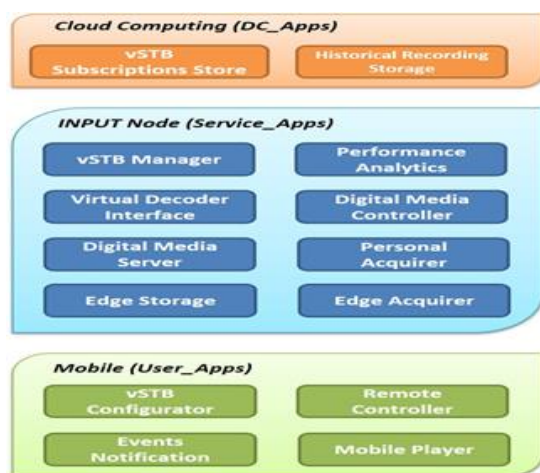 Cloud Computing (DC_Apps)
vSTB
Subscriptions Store
Historical Recording
Storage
INPUT Node (Service_Apps)
vSTB Manager
Performance
Analytics
Virtual Decoder
Interface
Digital Media
Controller
Digital Media
Server
Personal
Acquirer
Edge Storage
Edge Acquirer
Mobile (User_Apps)
vSTB
Configurator
Remote
Controller
Events
Notification
Mobile Player